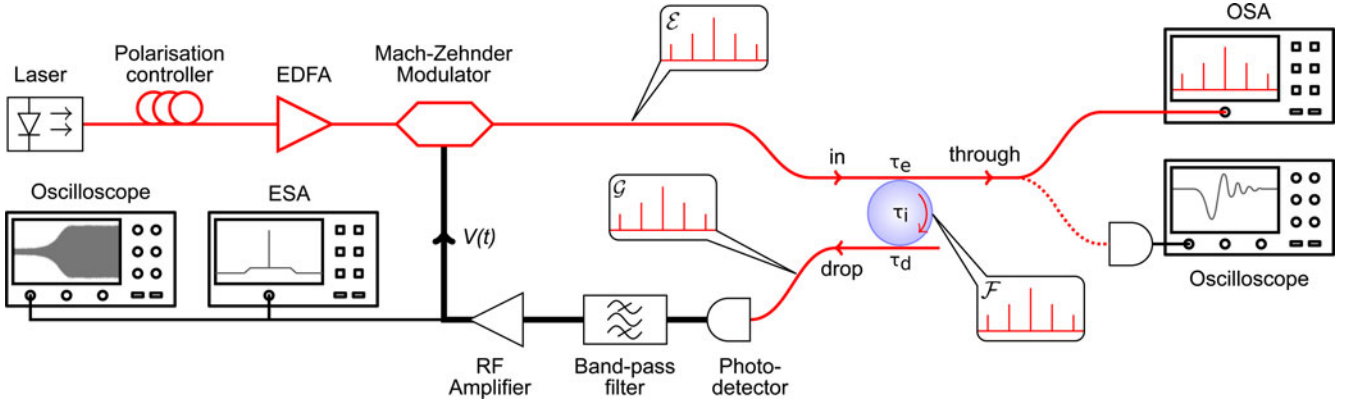 Laser
Polarisation
controller
EDFA
Mach-Zehnder
Modulator
ℰ
OSA
in
τe
through
Oscilloscope
ESA
V(t)
𝒢
τi
drop
τd
ℱ
Oscilloscope
RF
Amplifier
Band-pass
filter
Photo-
detector